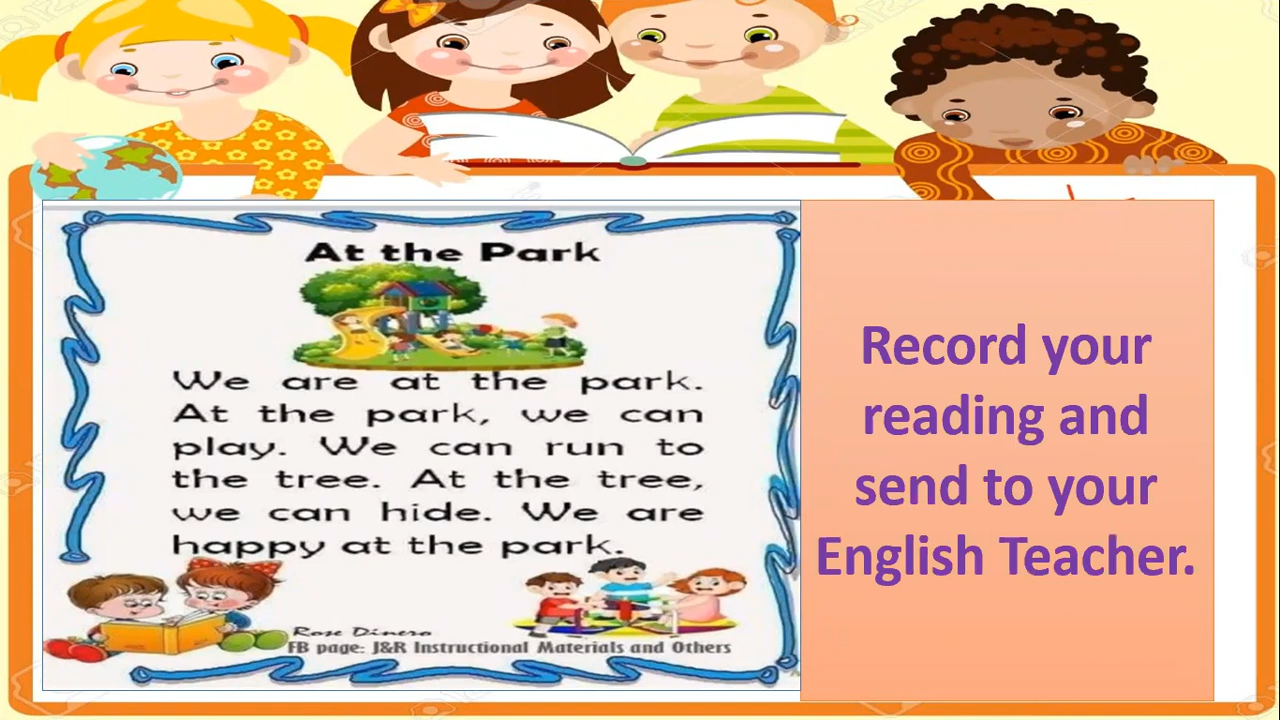 At the Park
We are at the park.
At the park, we can
play. We can run to
the tree. At the tree,
we can hide. We are
happy at the park.
Rose Dinero
FB page: J&R Instructional Materials and Others
Record your
reading and
send to your
English Teacher.